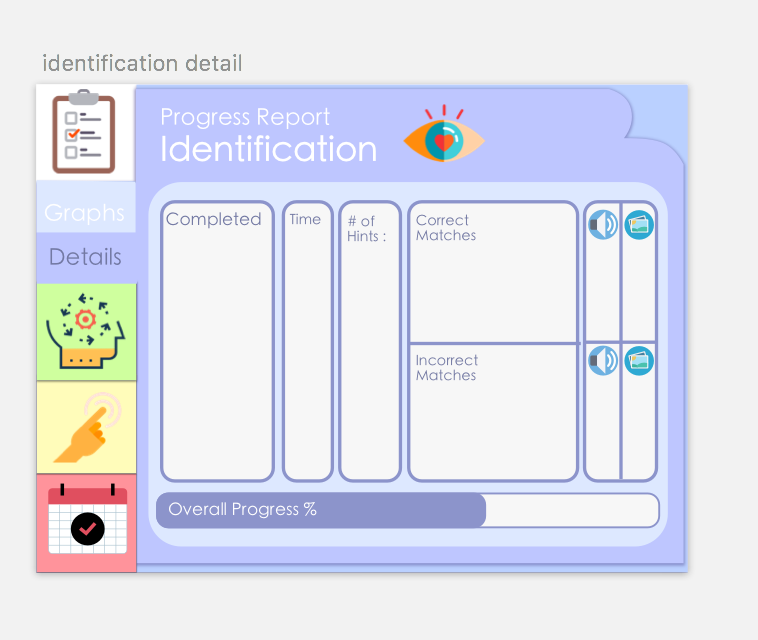 identification detail
Progress Report
Identification
Graphs
Details
Completed
Time
# of
Hints :
Correct
Matches
Incorrect
Matches
Overall Progress %